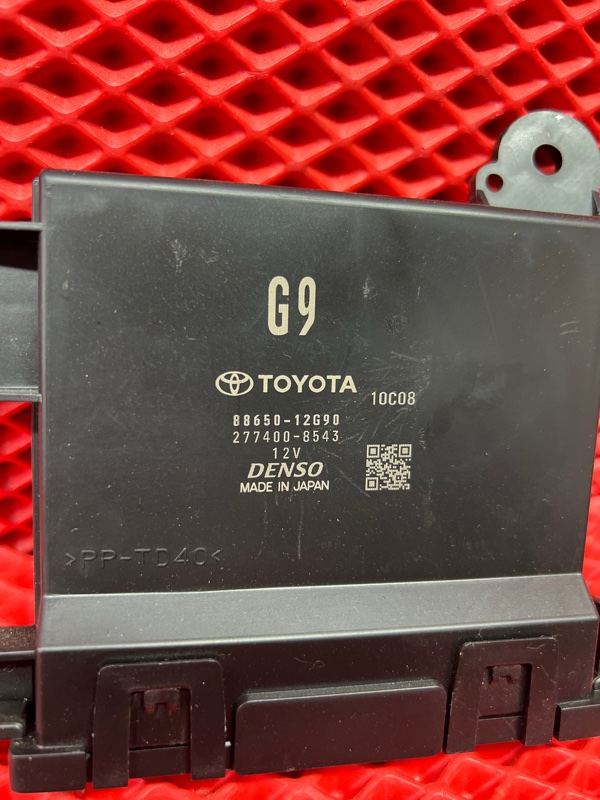 G9
TOYOTA
10C08
88650-12G90
277400-8543
12V
DENSO
MADE IN JAPAN
>PP-TD40<